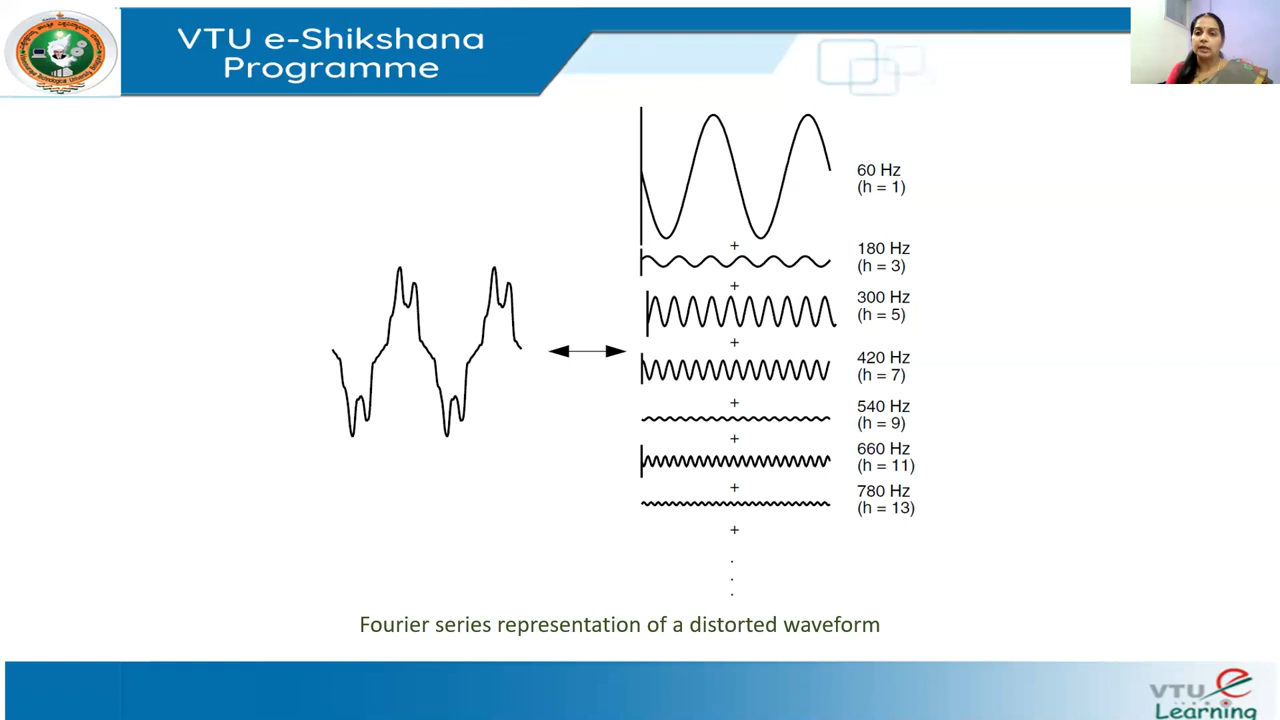 VTU e-Shikshana
Programme
60 Hz
(h = 1)
+
180 Hz
(h = 3)
+
300 Hz
(h = 5)
+
420 Hz
(h = 7)
+
540 Hz
(h = 9)
+
660 Hz
(h = 11)
+
780 Hz
(h = 13)
+
.
.
.
Fourier series representation of a distorted waveform
VTU e
Learning